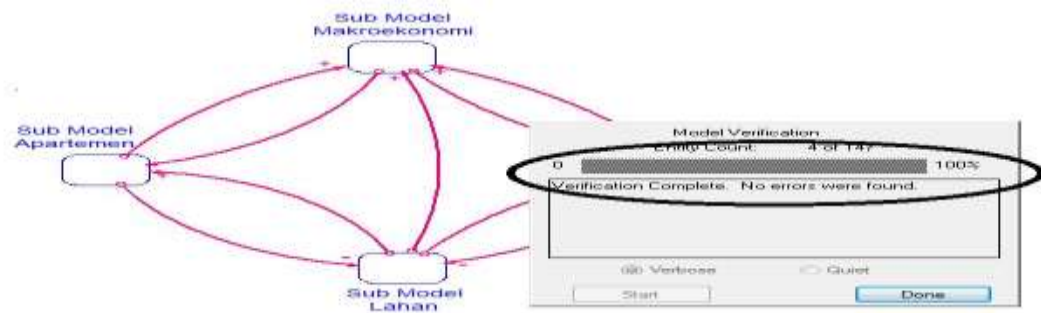 Sub Model
Makroekonomi
+
+
+
Sub Model
Apartemen
-
-
Sub Model
Lahan
Model Verification
Entity Count: 4 of 147
0
100%
Verification Complete. No errors were found.
Verbose
Quiet
Start
Done